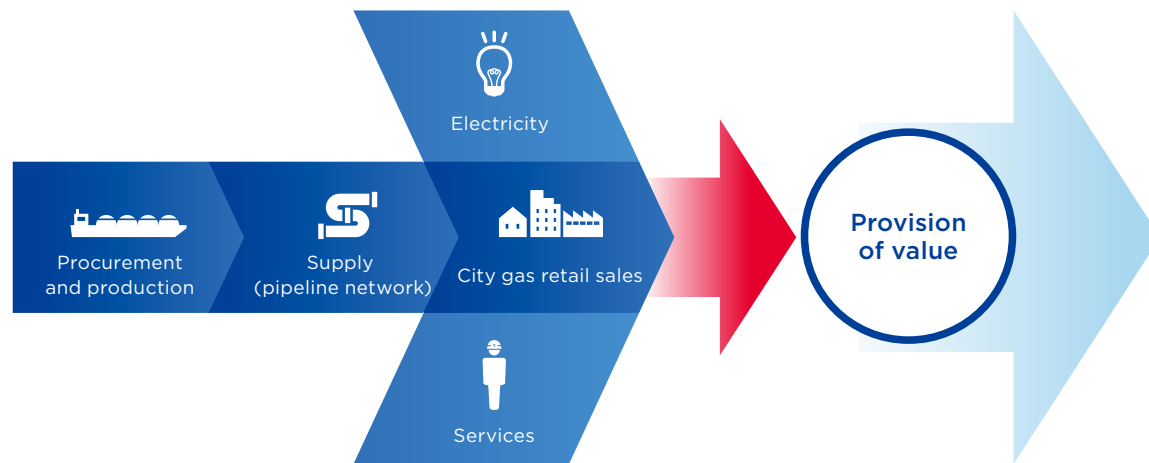 Electricity
Procurement
and production
Supply
(pipeline network)
City gas retail sales
Services
Provision
of value